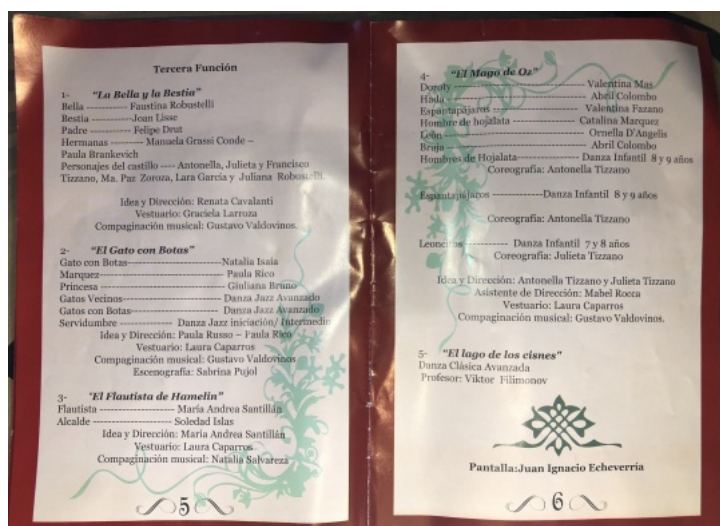 Tercera Función
1- "La Bella y la Bestia"
Bella ----------- Faustina Robustelli
Bestia -----------Joan Lisse
Padre ----------- Felipe Drut
Hermanas ----------- Manuela Grassi Conde –
Paula Brankevich
Personajes del castillo ---- Antonella, Julieta y Francisco
Tizzano, Ma. Paz Zoroza, Lara García y Juliana Robustelli.
Idea y Dirección: Renata Cavalanti
Vestuario: Graciela Larroza
Compaginación musical: Gustavo Valdovinos.
2- "El Gato con Botas"
Gato con Botas-------------------------Natalia Isaia
Marquez--------------------------------- Paula Rico
Princesa --------------------------------- Giuliana Bruno
Gatos Vecinos--------------------------- Danza Jazz Avanzado
Gatos con Botas------------------------- Danza Jazz Avanzado
Servidumbre -------------- Danza Jazz iniciación/ Intermedio
Idea y Dirección: Paula Russo – Paula Rico
Vestuario: Laura Caparros
Compaginación musical: Gustavo Valdovinos
Escenografía: Sabrina Pujol
3- "El Flautista de Hamelin"
Flautista -------------------- María Andrea Santillán
Alcalde --------------------- Soledad Islas
Idea y Dirección: Maria Andrea Santillán
Vestuario: Laura Caparros
Compaginación musical: Natalia Salvareza
5
4- "El Mago de Oz"
Doroty ----------------------------------- Valentina Mas
Hada------------------------------------- Abril Colombo
Espantapájaros --------------------------- Valentina Fazano
Hombre de hojalata --------------------- Catalina Marquez
León------------------------------------- Ornella D'Angelis
Bruja ------------------------------------ Abril Colombo
Hombres de Hojalata----------------- Danza Infantil 8 y 9 años
Coreografía: Antonella Tizzano
Espantapájaros --------------Danza Infantil 8 y 9 años
Coreografía: Antonella Tizzano
Leoncitos ----------- Danza Infantil 7 y 8 años
Coreografía: Julieta Tizzano
Idea y Dirección: Antonella Tizzano y Julieta Tizzano
Asistente de Dirección: Mabel Rocca
Vestuario: Laura Caparros
Compaginación musical: Gustavo Valdovinos.
5- "El lago de los cisnes"
Danza Clásica Avanzada
Profesor: Viktor Filimonov
Pantalla:Juan Ignacio Echeverría
6